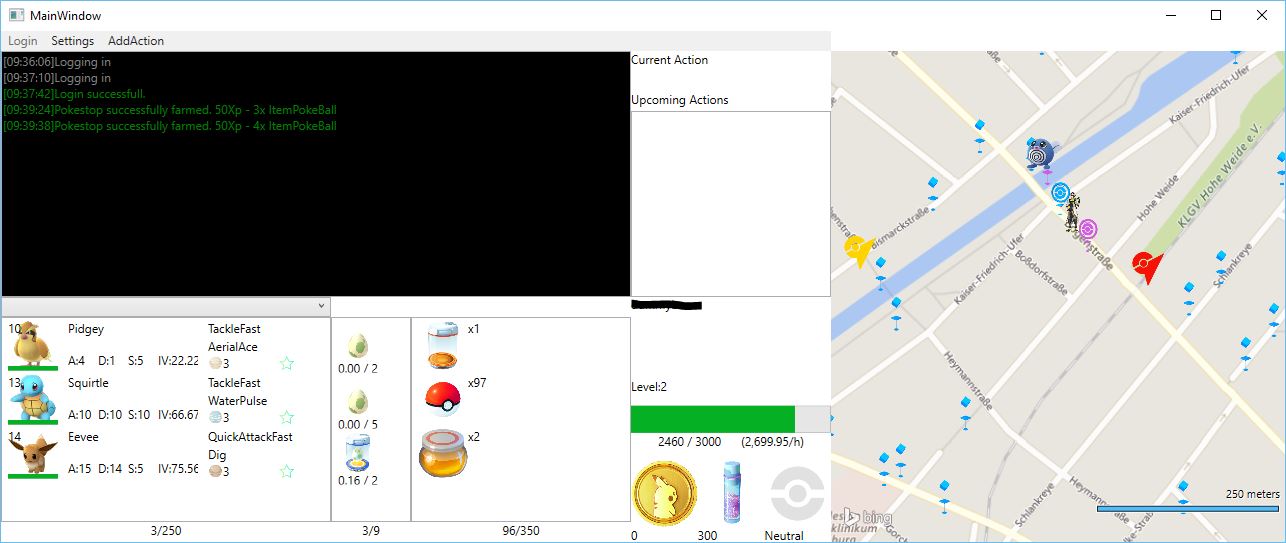 MainWindow
Login Settings AddAction
[09:36:06]Logging in
[09:37:10]Logging in
[09:37:42]Login successfull.
[09:39:24]Pokestop successfully farmed. 50Xp - 3x ItemPokeBall
[09:39:38]Pokestop successfully farmed. 50Xp - 4x ItemPokeBall
Current Action
Upcoming Actions
10 Pidgey TackleFast
AerialAce
A:4 D:1 S:5 IV:22.22 3
13 Squirtle TackleFast
WaterPulse
A:10 D:10 S:10 IV:66.67 3
14 Eevee QuickAttackFast
Dig
A:15 D:14 S:5 IV:75.56 3
3/250
0.00 / 2
0.00 / 5
0.16 / 2
3/9
x1
x97
x2
96/350
Level:2
2460 / 3000 (2,699.95/h)
0 300 Neutral
Kaiser-Friedrich-Ufer
KLGV Hohe Weide e.V.
Hohe Weide
Bismarckstraße
Kaiser-Friedrich-Ufer
Boßdorfstraße
Schlankreye
Heymannstraße
Heymannstraße
Schlankreye
250 meters
bing